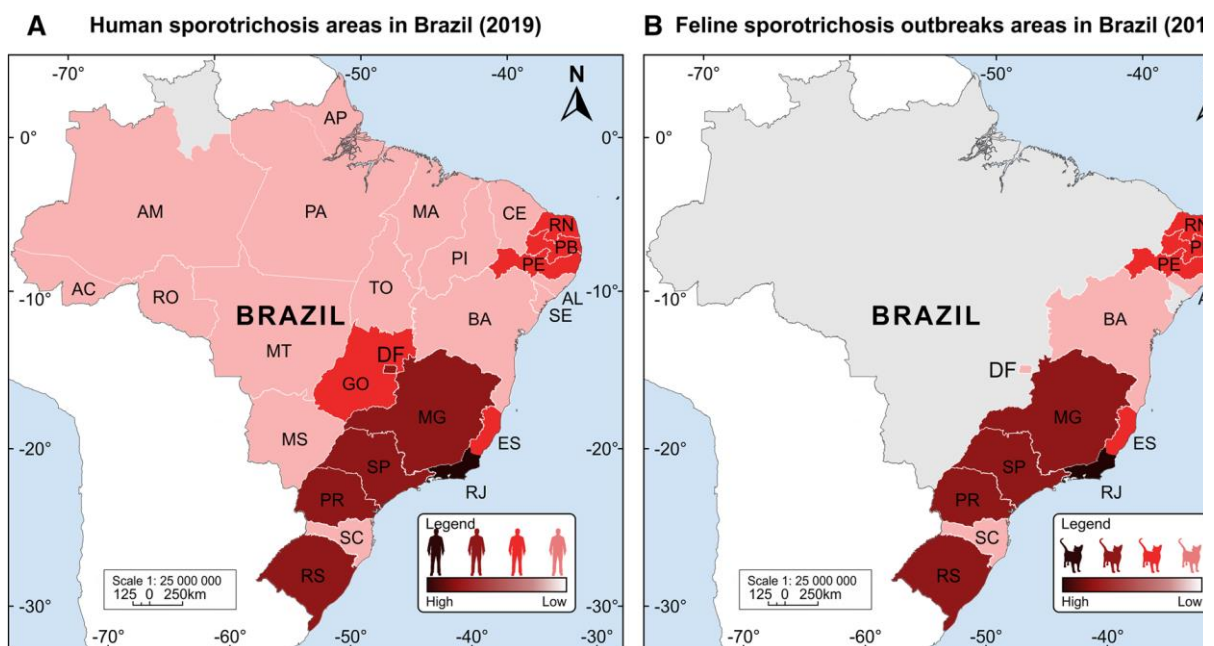 A Human sporotrichosis areas in Brazil (2019)
-70° -50° -40°
N
0°
AP
AM PA MA CE
RN
PB
PI PE
AC RO TO AL
-10°
SE
BRAZIL BA
MT
DF
GO
MG
MS
-20° ES
SP
RJ
PR
Legend
SC
RS
Scale 1: 25 000 000
125 0 250km
High Low
-30°
-70° -60° -50° -40° -30°
B Feline sporotrichosis outbreaks areas in Brazil
-70° -50° -40°
0°
RN
PE
-10°
BRAZIL BA
DF
MG
-20° ES
SP
RJ
PR
Legend
SC
RS
Scale 1: 25 000 000
125 0 250km
High Low
-30°
-60° -50° -40°